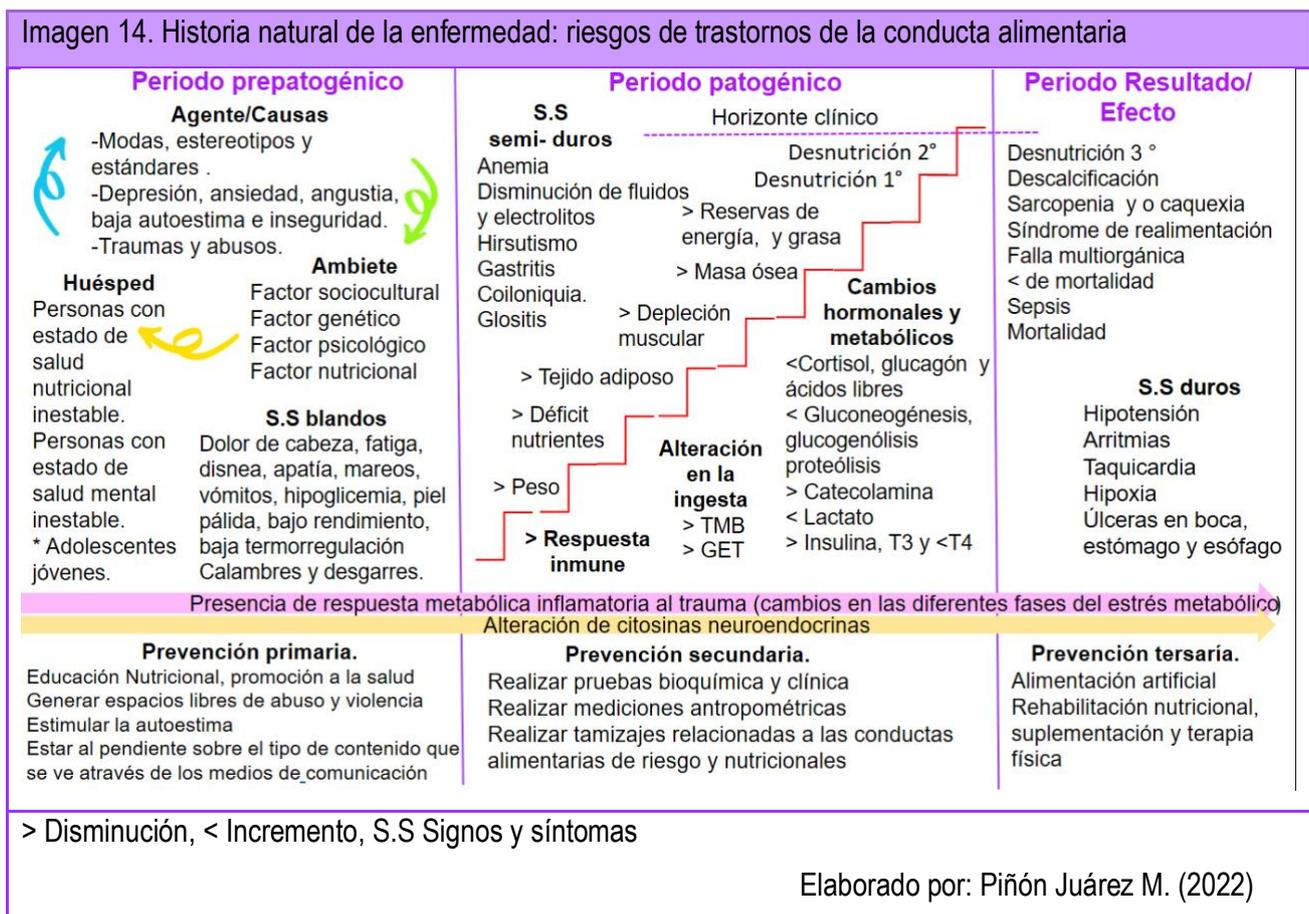 Imagen 14. Historia natural de la enfermedad: riesgos de trastornos de la conducta alimentaria
Periodo prepatogénico
Agente/Causas
-Modas, estereotipos y
estándares .
-Depresión, ansiedad, angustia,
baja autoestima e inseguridad.
-Traumas y abusos.
Huésped
Personas con
estado de
salud
nutricional
inestable.
Personas con
estado de
salud mental
inestable.
* Adolescentes
jóvenes.
Ambiete
Factor sociocultural
Factor genético
Factor psicológico
Factor nutricional
S.S blandos
Dolor de cabeza, fatiga,
disnea, apatía, mareos,
vómitos, hipoglicemia, piel
pálida, bajo rendimiento,
baja termorregulación
Calambres y desgarres.
Periodo patogénico
S.S
semi- duros
Anemia
Disminución de fluidos
y electrolitos
Hirsutismo
Gastritis
Coiloniquia.
Glositis
Horizonte clínico
Desnutrición 2°
Desnutrición 1°
> Reservas de
energía, y grasa
> Masa ósea
> Depleción
muscular
> Tejido adiposo
> Déficit
nutrientes
> Peso
> Respuesta
inmune
Alteración
en la
ingesta
> TMB
> GET
Cambios
hormonales y
metabólicos
<Cortisol, glucagón y
ácidos libres
< Gluconeogénesis,
glucogenólisis
proteólisis
> Catecolamina
< Lactato
> Insulina, T3 y <T4
Periodo Resultado/
Efecto
Desnutrición 3 °
Descalcificación
Sarcopenia y o caquexia
Síndrome de realimentación
Falla multiorgánica
< de mortalidad
Sepsis
Mortalidad
S.S duros
Hipotensión
Arritmias
Taquicardia
Hipoxia
Úlceras en boca,
estómago y esófago
Presencia de respuesta metabólica inflamatoria al trauma (cambios en las diferentes fases del estrés metabólico)
Alteración de citosinas neuroendocrinas
Prevención primaria.
Educación Nutricional, promoción a la salud
Generar espacios libres de abuso y violencia
Estimular la autoestima
Estar al pendiente sobre el tipo de contenido que
se ve através de los medios de comunicación
Prevención secundaria.
Realizar pruebas bioquímica y clínica
Realizar mediciones antropométricas
Realizar tamizajes relacionadas a las conductas
alimentarias de riesgo y nutricionales
Prevención tersaría.
Alimentación artificial
Rehabilitación nutricional,
suplementación y terapia
física
> Disminución, < Incremento, S.S Signos y síntomas
Elaborado por: Piñón Juárez M. (2022)